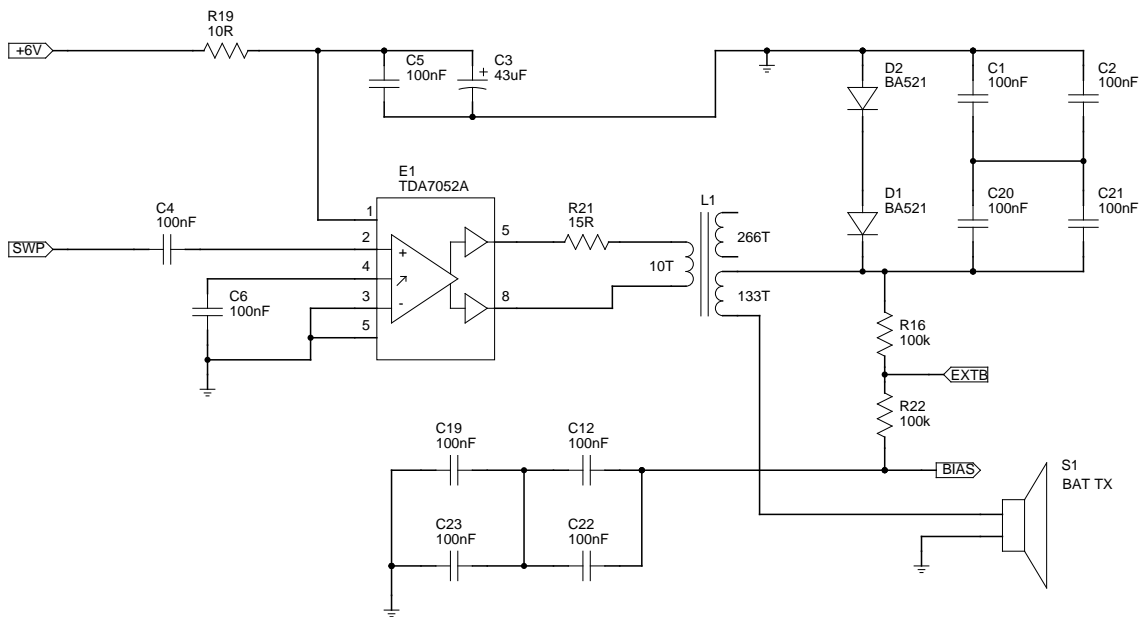 R19
10R
+6V
C5
100nF
C3
43uF
+
D2
BA521
C1
100nF
C2
100nF
E1
TDA7052A
C4
100nF
SWP
1
2
4
3
5
+
-
5
8
R21
15R
L1
266T
10T
133T
D1
BA521
C20
100nF
C21
100nF
C6
100nF
R16
100k
EXTB
R22
100k
C19
100nF
C12
100nF
BIAS
S1
BAT TX
C23
100nF
C22
100nF